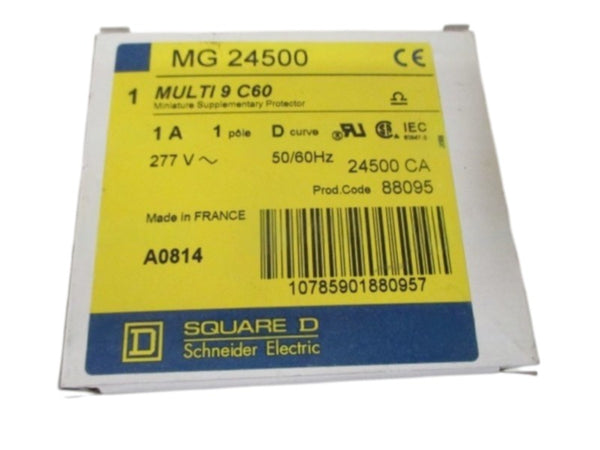 MG 24500 CE
1 MULTI 9 C60
Miniature Supplementary Protector
1 A 1 pôle D curve IEC
277 V ~ 50/60Hz 24500 CA
Prod.Code 88095
Made in FRANCE
A0814
10785901880957
SQUARE D
Schneider Electric